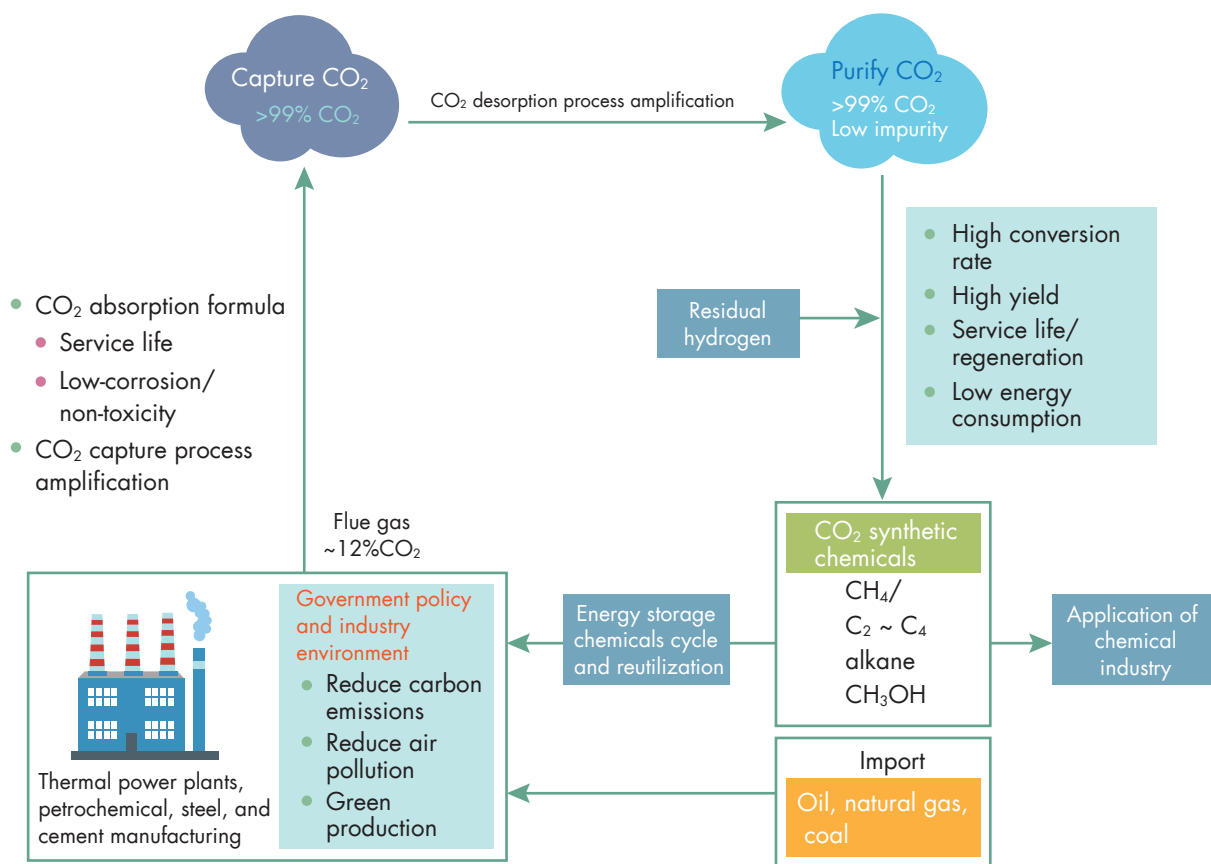 Capture CO₂
>99% CO₂
CO₂ desorption process amplification
Purify CO₂
>99% CO₂
Low impurity
High conversion
rate
High yield
Service life/
regeneration
Low energy
consumption
Residual
hydrogen
CO₂ absorption formula
Service life
Low-corrosion/
non-toxicity
CO₂ capture process
amplification
Flue gas
~12%CO₂
Government policy
and industry
environment
Reduce carbon
emissions
Reduce air
pollution
Green
production
Thermal power plants,
petrochemical, steel, and
cement manufacturing
Energy storage
chemicals cycle
and reutilization
CO₂ synthetic
chemicals
CH₄/
C₂ ~ C₄
alkane
CH₃OH
Application of
chemical
industry
Import
Oil, natural gas,
coal